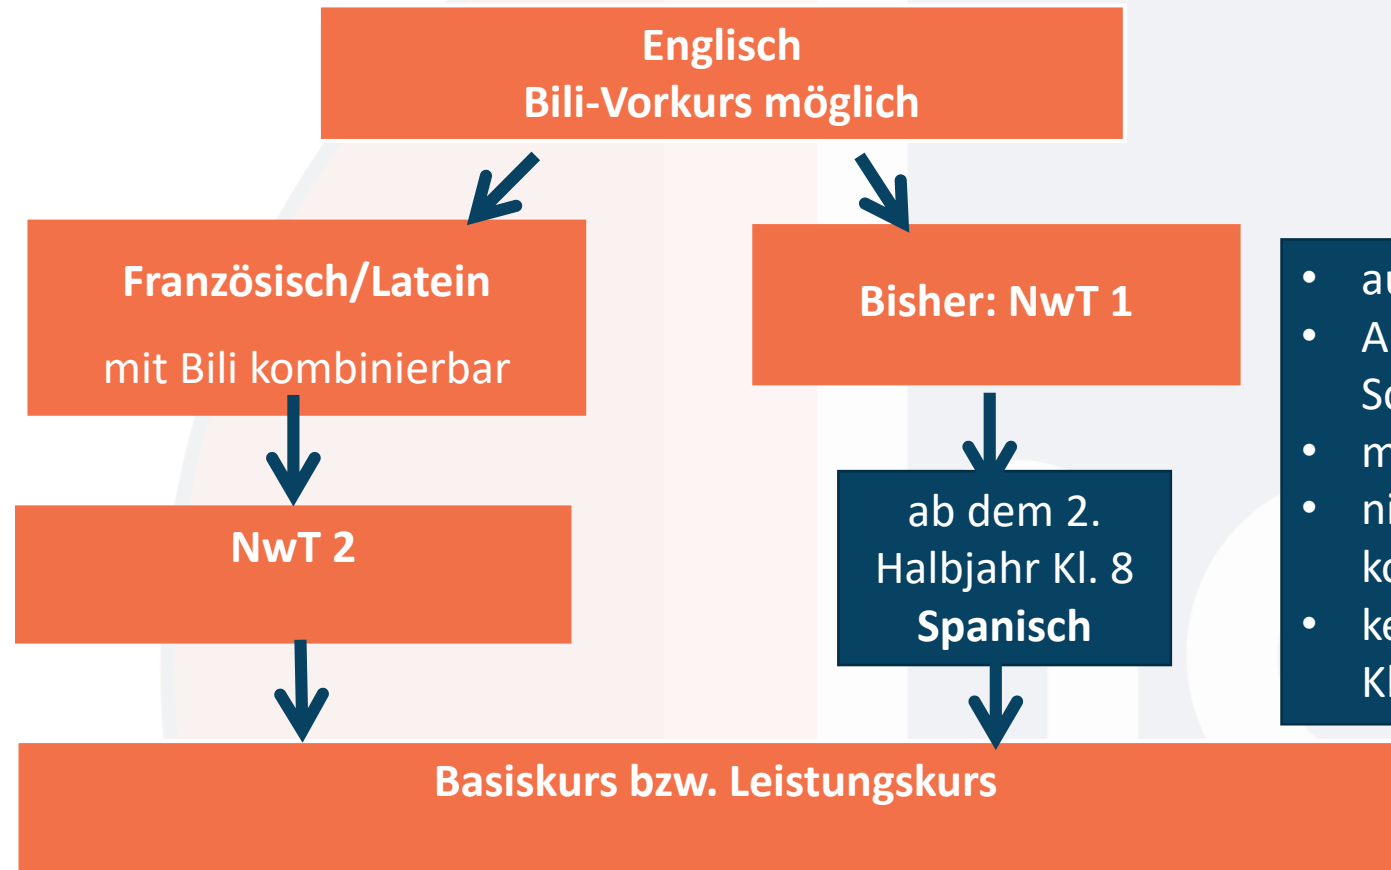 Englisch
Bili-Vorkurs möglich
Französisch/Latein
mit Bili kombinierbar
Bisher: NwT 1
NwT 2
ab dem 2.
Halbjahr Kl. 8
Spanisch
Basiskurs bzw. Leistungskurs